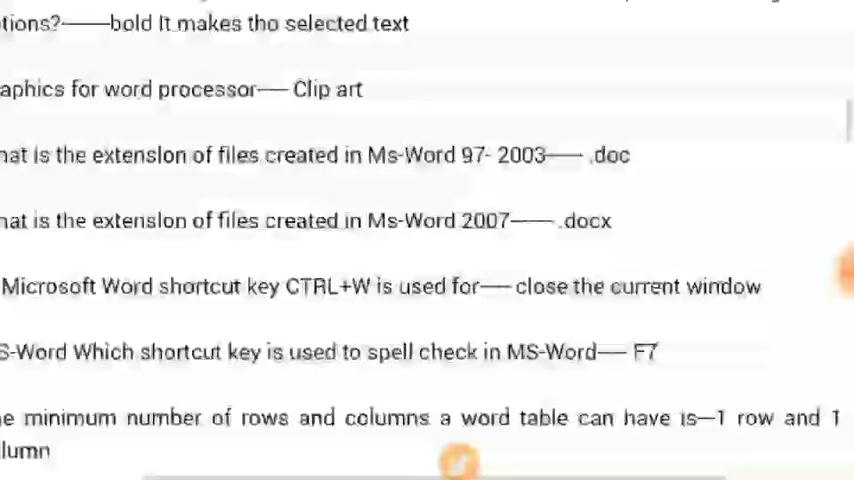 tions?——bold It makes the selected text
aphics for word processor— Clip art
hat is the extension of files created in Ms-Word 97- 2003—– .doc
hat is the extension of files created in Ms-Word 2007—— .docx
Microsoft Word shortcut key CTRL+W is used for— close the current window
S-Word Which shortcut key is used to spell check in MS-Word— F7
e minimum number of rows and columns a word table can have is–1 row and 1
lumn